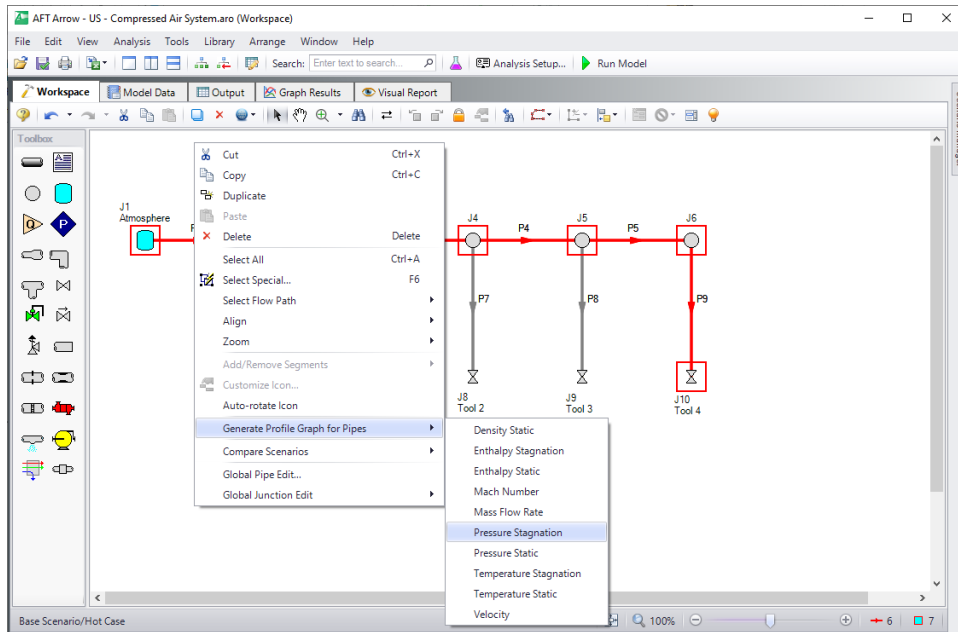 AFT Arrow - US - Compressed Air System.aro (Workspace)
File Edit View Analysis Tools Library Arrange Window Help
Search: Enter text to search... Analysis Setup... Run Model
Workspace Model Data Output Graph Results Visual Report
Toolbox
Cut Ctrl+X
Copy Ctrl+C
Duplicate
Paste
Delete Delete
Select All Ctrl+A
Select Special... F6
Select Flow Path
Align
Zoom
Add/Remove Segments
Customize Icon...
Auto-rotate Icon
Generate Profile Graph for Pipes
Compare Scenarios
Global Pipe Edit...
Global Junction Edit
Density Static
Enthalpy Stagnation
Enthalpy Static
Mach Number
Mass Flow Rate
Pressure Stagnation
Pressure Static
Temperature Stagnation
Temperature Static
Velocity
J1
Atmosphere
J4
P4
J5
P5
J6
P7
P8
P9
J8
Tool 2
J9
Tool 3
J10
Tool 4
Base Scenario/Hot Case
100%
6
7